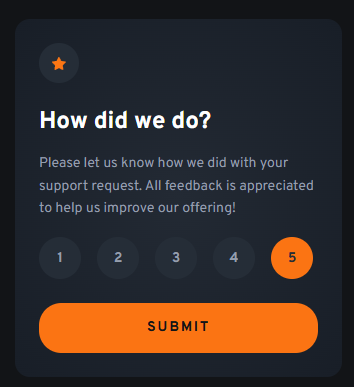 How did we do?
Please let us know how we did with your
support request. All feedback is appreciated
to help us improve our offering!
1 2 3 4 5
SUBMIT